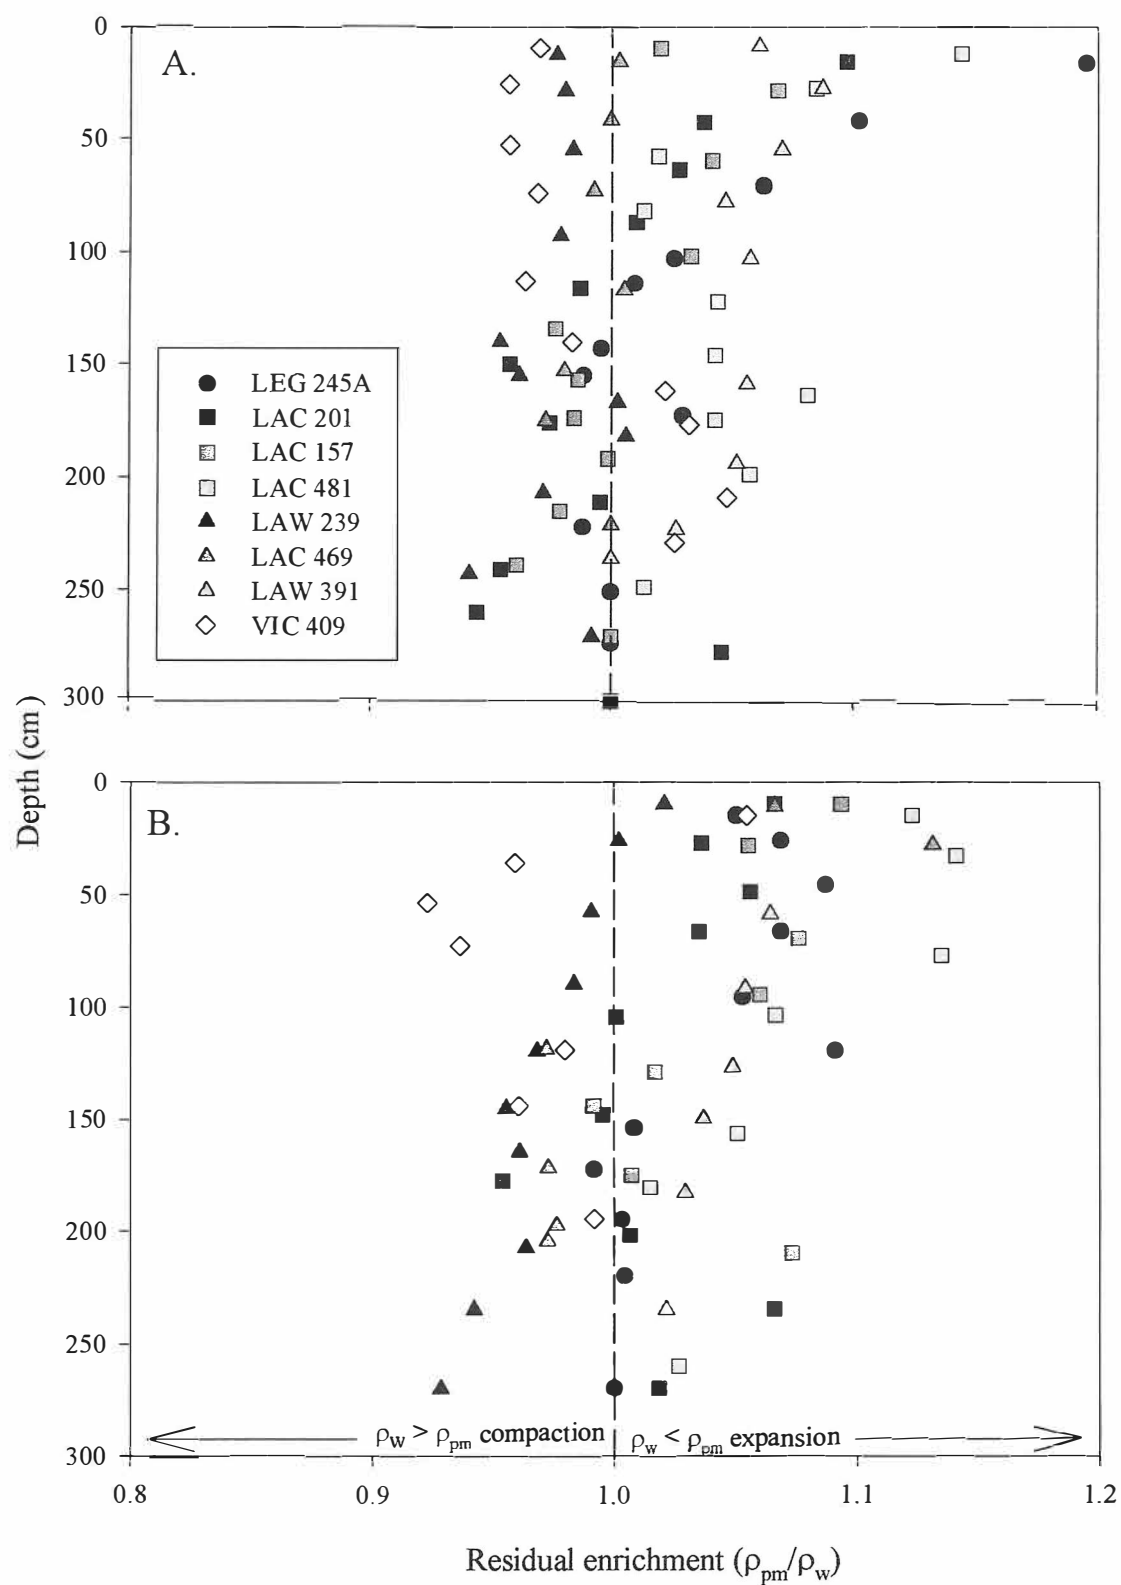 0
A.
50
100
150
LEG 245A
LAC 201
LAC 157
LAC 481
LAW 239
LAC 469
LAW 391
VIC 409
200
250
300
Depth (cm)
0
B.
50
100
150
200
250
ρw > ρpm compaction
ρw < ρpm expansion
300
0.8 0.9 1.0 1.1 1.2
Residual enrichment (ρpm/ρw)